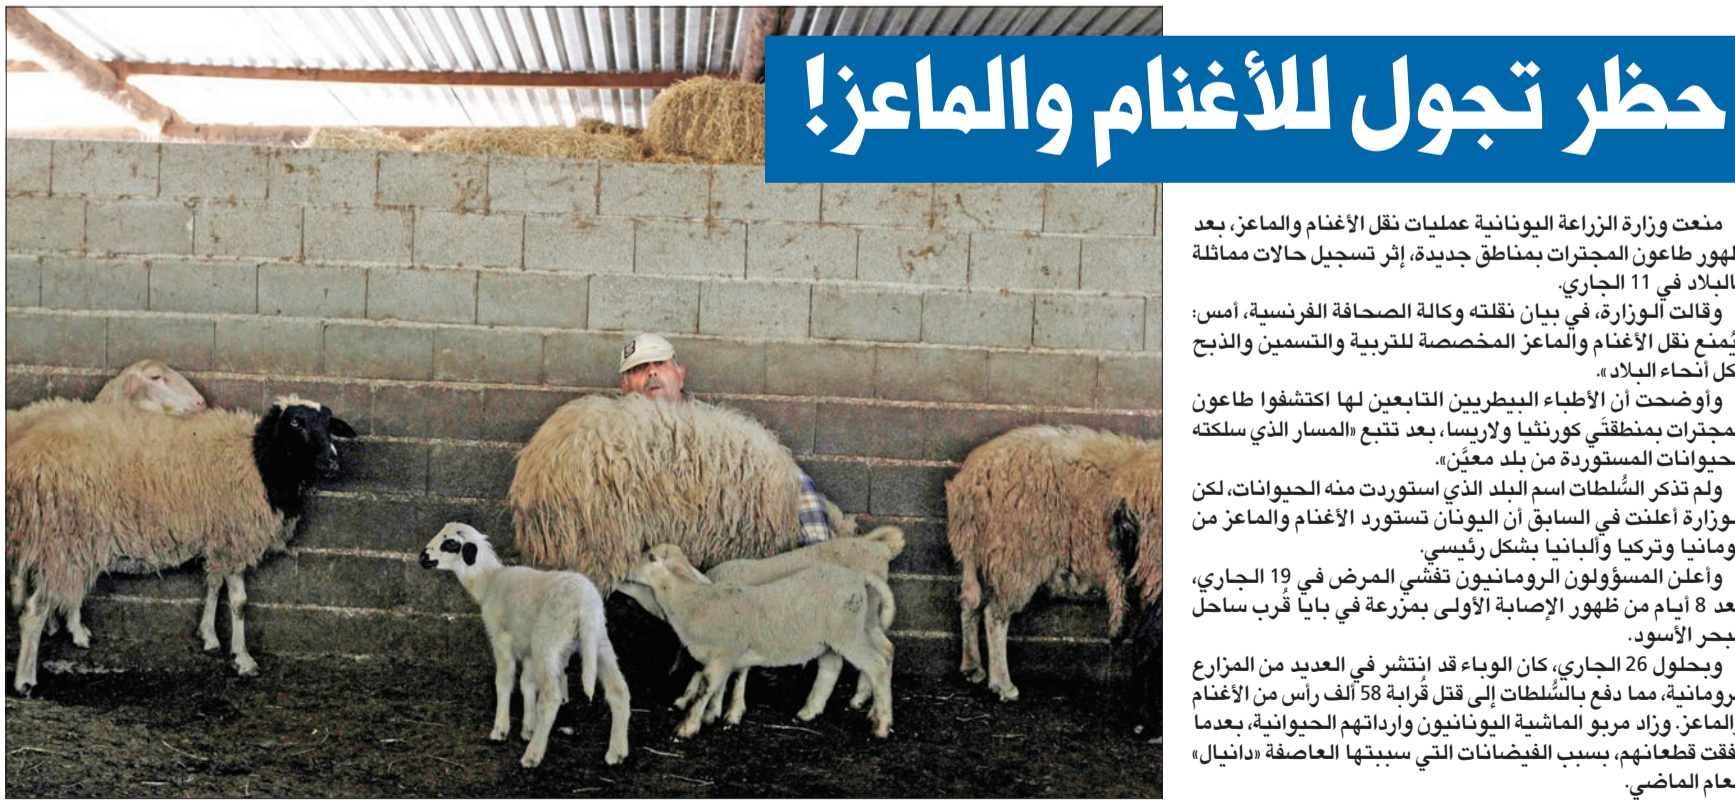 حظر تجول للأغنام والماعز!
منعت وزارة الزراعة اليونانية عمليات نقل الأغنام والماعز، بعد
ظهور طاعون المجترات بمناطق جديدة، إثر تسجيل حالات مماثلة
بالبلاد في 11 الجاري.
وقالت الوزارة، في بيان نقلته وكالة الصحافة الفرنسية، أمس:
يُمنع نقل الأغنام والماعز المخصصة للتربية والتسمين والذبح
كل أنحاء البلاد».
وأوضحت أن الأطباء البيطريين التابعين لها اكتشفوا طاعون
مجترات بمنطقتَي كورنثيا ولاريسا، بعد تتبع «المسار الذي سلكته
حيوانات المستوردة من بلد معيَّن».
ولم تذكر السُّلطات اسم البلد الذي استوردت منه الحيوانات، لكن
وزارة أعلنت في السابق أن اليونان تستورد الأغنام والماعز من
ومانيا وتركيا وألبانيا بشكل رئيسي.
وأعلن المسؤولون الرومانيون تفشي المرض في 19 الجاري،
عد 8 أيام من ظهور الإصابة الأولى بمزرعة في بايا قُرب ساحل
بحر الأسود.
وبحلول 26 الجاري، كان الوباء قد انتشر في العديد من المزارع
رومانية، مما دفع بالسُّلطات إلى قتل قُرابة 58 ألف رأس من الأغنام
الماعز. وزاد مربو الماشية اليونانيون وارداتهم الحيوانية، بعدما
فقت قطعانهم، بسبب الفيضانات التي سببتها العاصفة «دانيال»
عام الماضي.